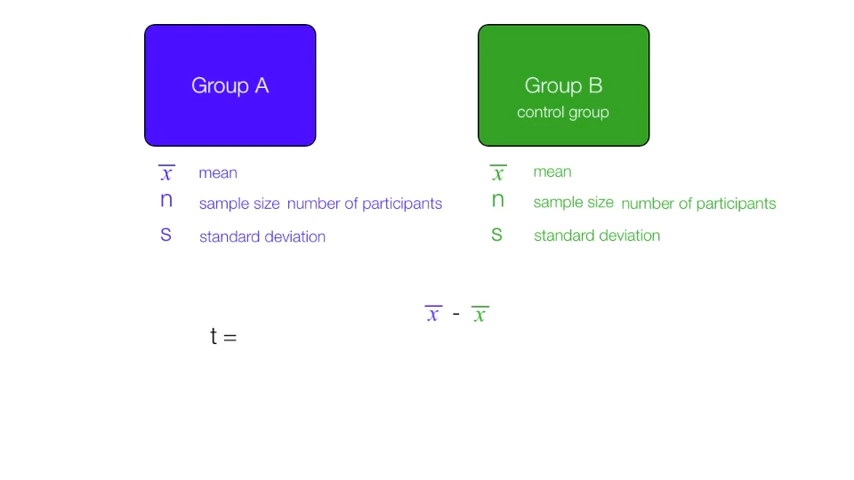 Group A
Group B
control group
x̅ mean
n sample size number of participants
s standard deviation
x̅ mean
n sample size number of participants
s standard deviation
x̅ - x̅
t =